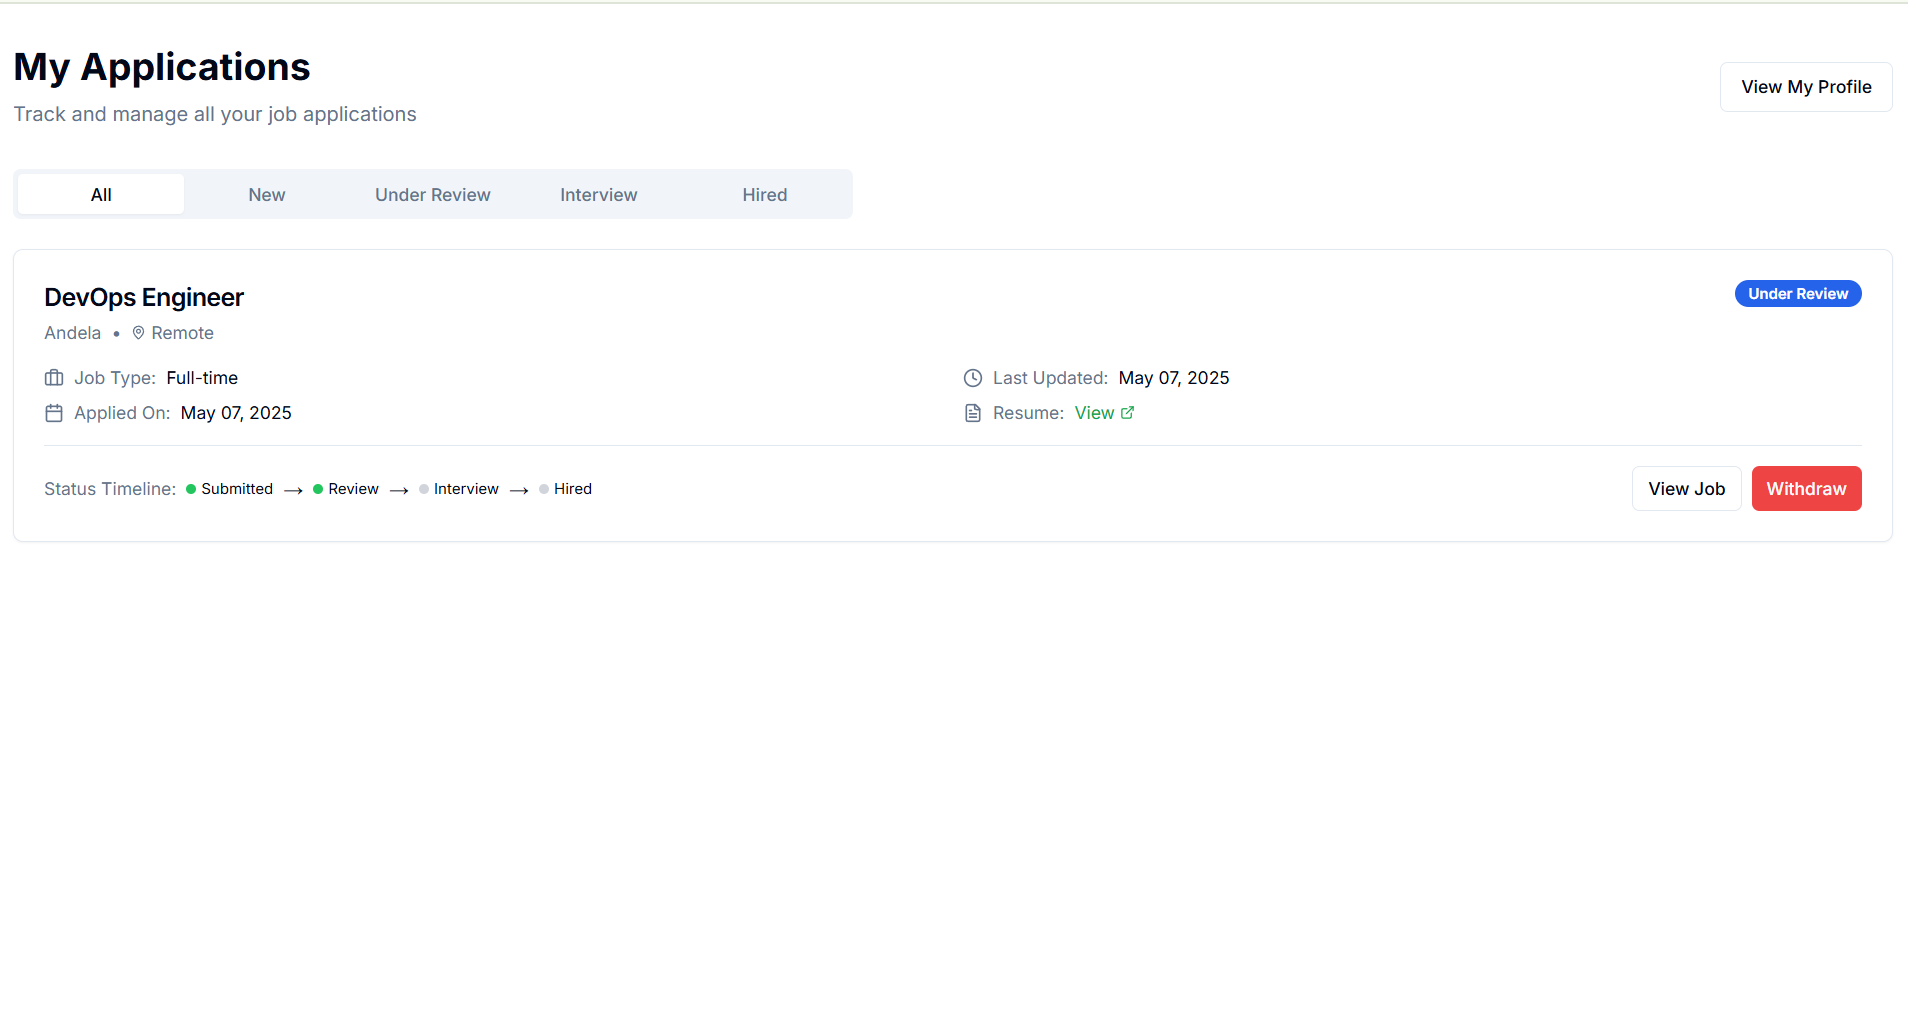 My Applications
Track and manage all your job applications
View My Profile
All New Under Review Interview Hired
DevOps Engineer
Under Review
Andela • Remote
Job Type: Full-time
Last Updated: May 07, 2025
Applied On: May 07, 2025
Resume: View
Status Timeline: Submitted → Review → Interview → Hired
View Job Withdraw